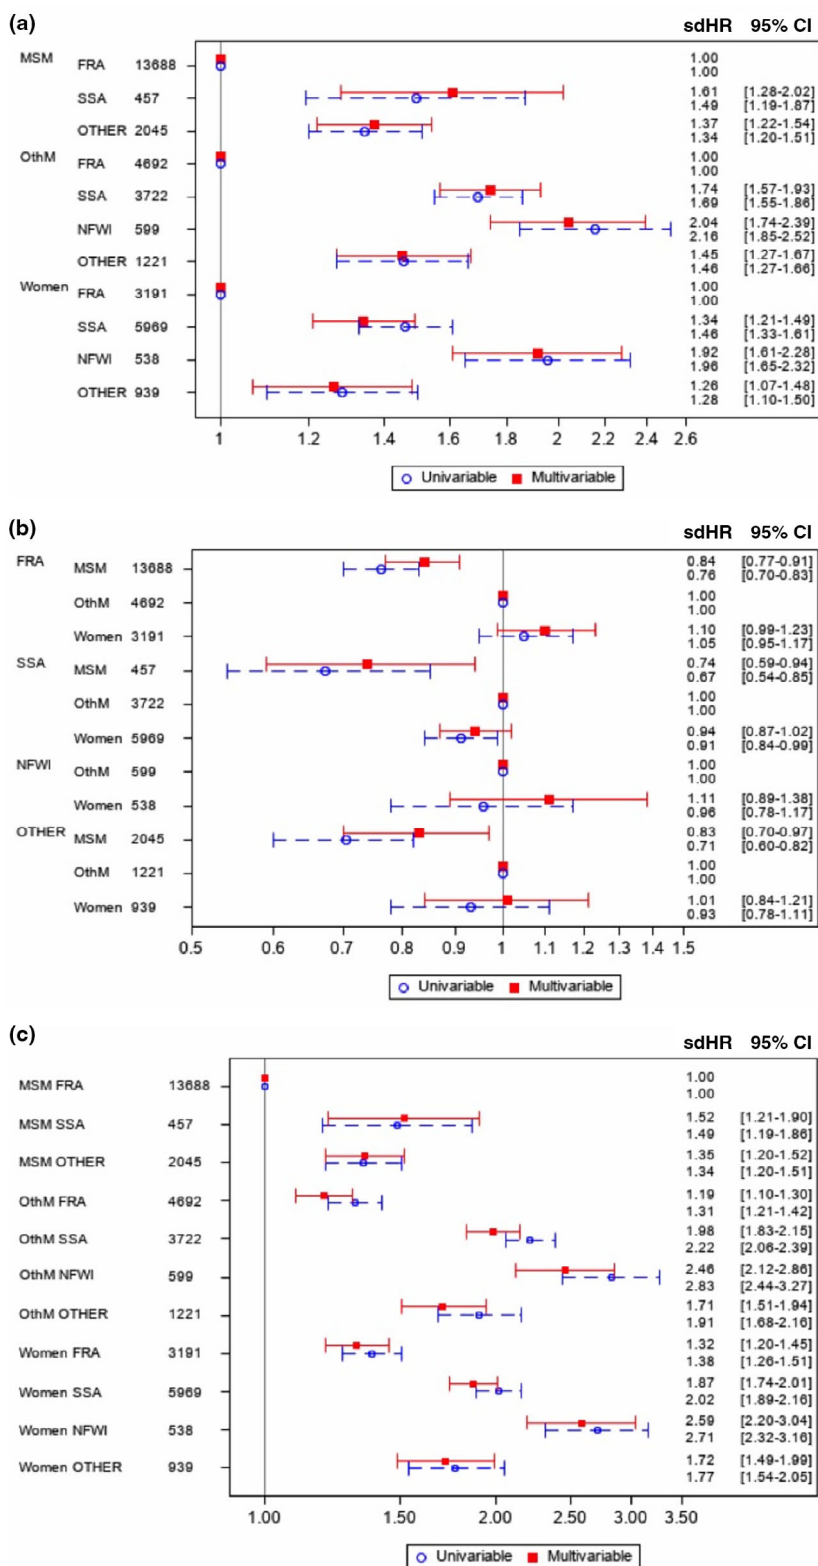 (a)
sdHR 95% CI
MSM FRA 13688 1.00
1.00
SSA 457 1.61 [1.28-2.02]
1.49 [1.19-1.87]
OTHER 2045 1.37 [1.22-1.54]
1.34 [1.20-1.51]
OthM FRA 4692 1.00
1.00
SSA 3722 1.74 [1.57-1.93]
1.69 [1.55-1.86]
NFWI 599 2.04 [1.74-2.39]
2.16 [1.85-2.52]
OTHER 1221 1.45 [1.27-1.67]
1.46 [1.27-1.66]
Women FRA 3191 1.00
1.00
SSA 5969 1.34 [1.21-1.49]
1.46 [1.33-1.61]
NFWI 538 1.92 [1.61-2.28]
1.96 [1.65-2.32]
OTHER 939 1.26 [1.07-1.48]
1.28 [1.10-1.50]
1 1.2 1.4 1.6 1.8 2 2.2 2.4 2.6
Univariable Multivariable
(b)
sdHR 95% CI
FRA MSM 13688 0.84 [0.77-0.91]
0.76 [0.70-0.83]
OthM 4692 1.00
1.00
Women 3191 1.10 [0.99-1.23]
1.05 [0.95-1.17]
SSA MSM 457 0.74 [0.59-0.94]
0.67 [0.54-0.85]
OthM 3722 1.00
1.00
Women 5969 0.94 [0.87-1.02]
0.91 [0.84-0.99]
NFWI OthM 599 1.00
1.00
Women 538 1.11 [0.89-1.38]
0.96 [0.78-1.17]
OTHER MSM 2045 0.83 [0.70-0.97]
0.71 [0.60-0.82]
OthM 1221 1.00
1.00
Women 939 1.01 [0.84-1.21]
0.93 [0.78-1.11]
0.5 0.6 0.7 0.8 0.9 1 1.1 1.2 1.3 1.4 1.5
Univariable Multivariable
(c)
sdHR 95% CI
MSM FRA 13688 1.00
1.00
MSM SSA 457 1.52 [1.21-1.90]
1.49 [1.19-1.86]
MSM OTHER 2045 1.35 [1.20-1.52]
1.34 [1.20-1.51]
OthM FRA 4692 1.19 [1.10-1.30]
1.31 [1.21-1.42]
OthM SSA 3722 1.98 [1.83-2.15]
2.22 [2.06-2.39]
OthM NFWI 599 2.46 [2.12-2.86]
2.83 [2.44-3.27]
OthM OTHER 1221 1.71 [1.51-1.94]
1.91 [1.68-2.16]
Women FRA 3191 1.32 [1.20-1.45]
1.38 [1.26-1.51]
Women SSA 5969 1.87 [1.74-2.01]
2.02 [1.89-2.16]
Women NFWI 538 2.59 [2.20-3.04]
2.71 [2.32-3.16]
Women OTHER 939 1.72 [1.49-1.99]
1.77 [1.54-2.05]
1.00 1.50 2.00 2.50 3.00 3.50
Univariable Multivariable